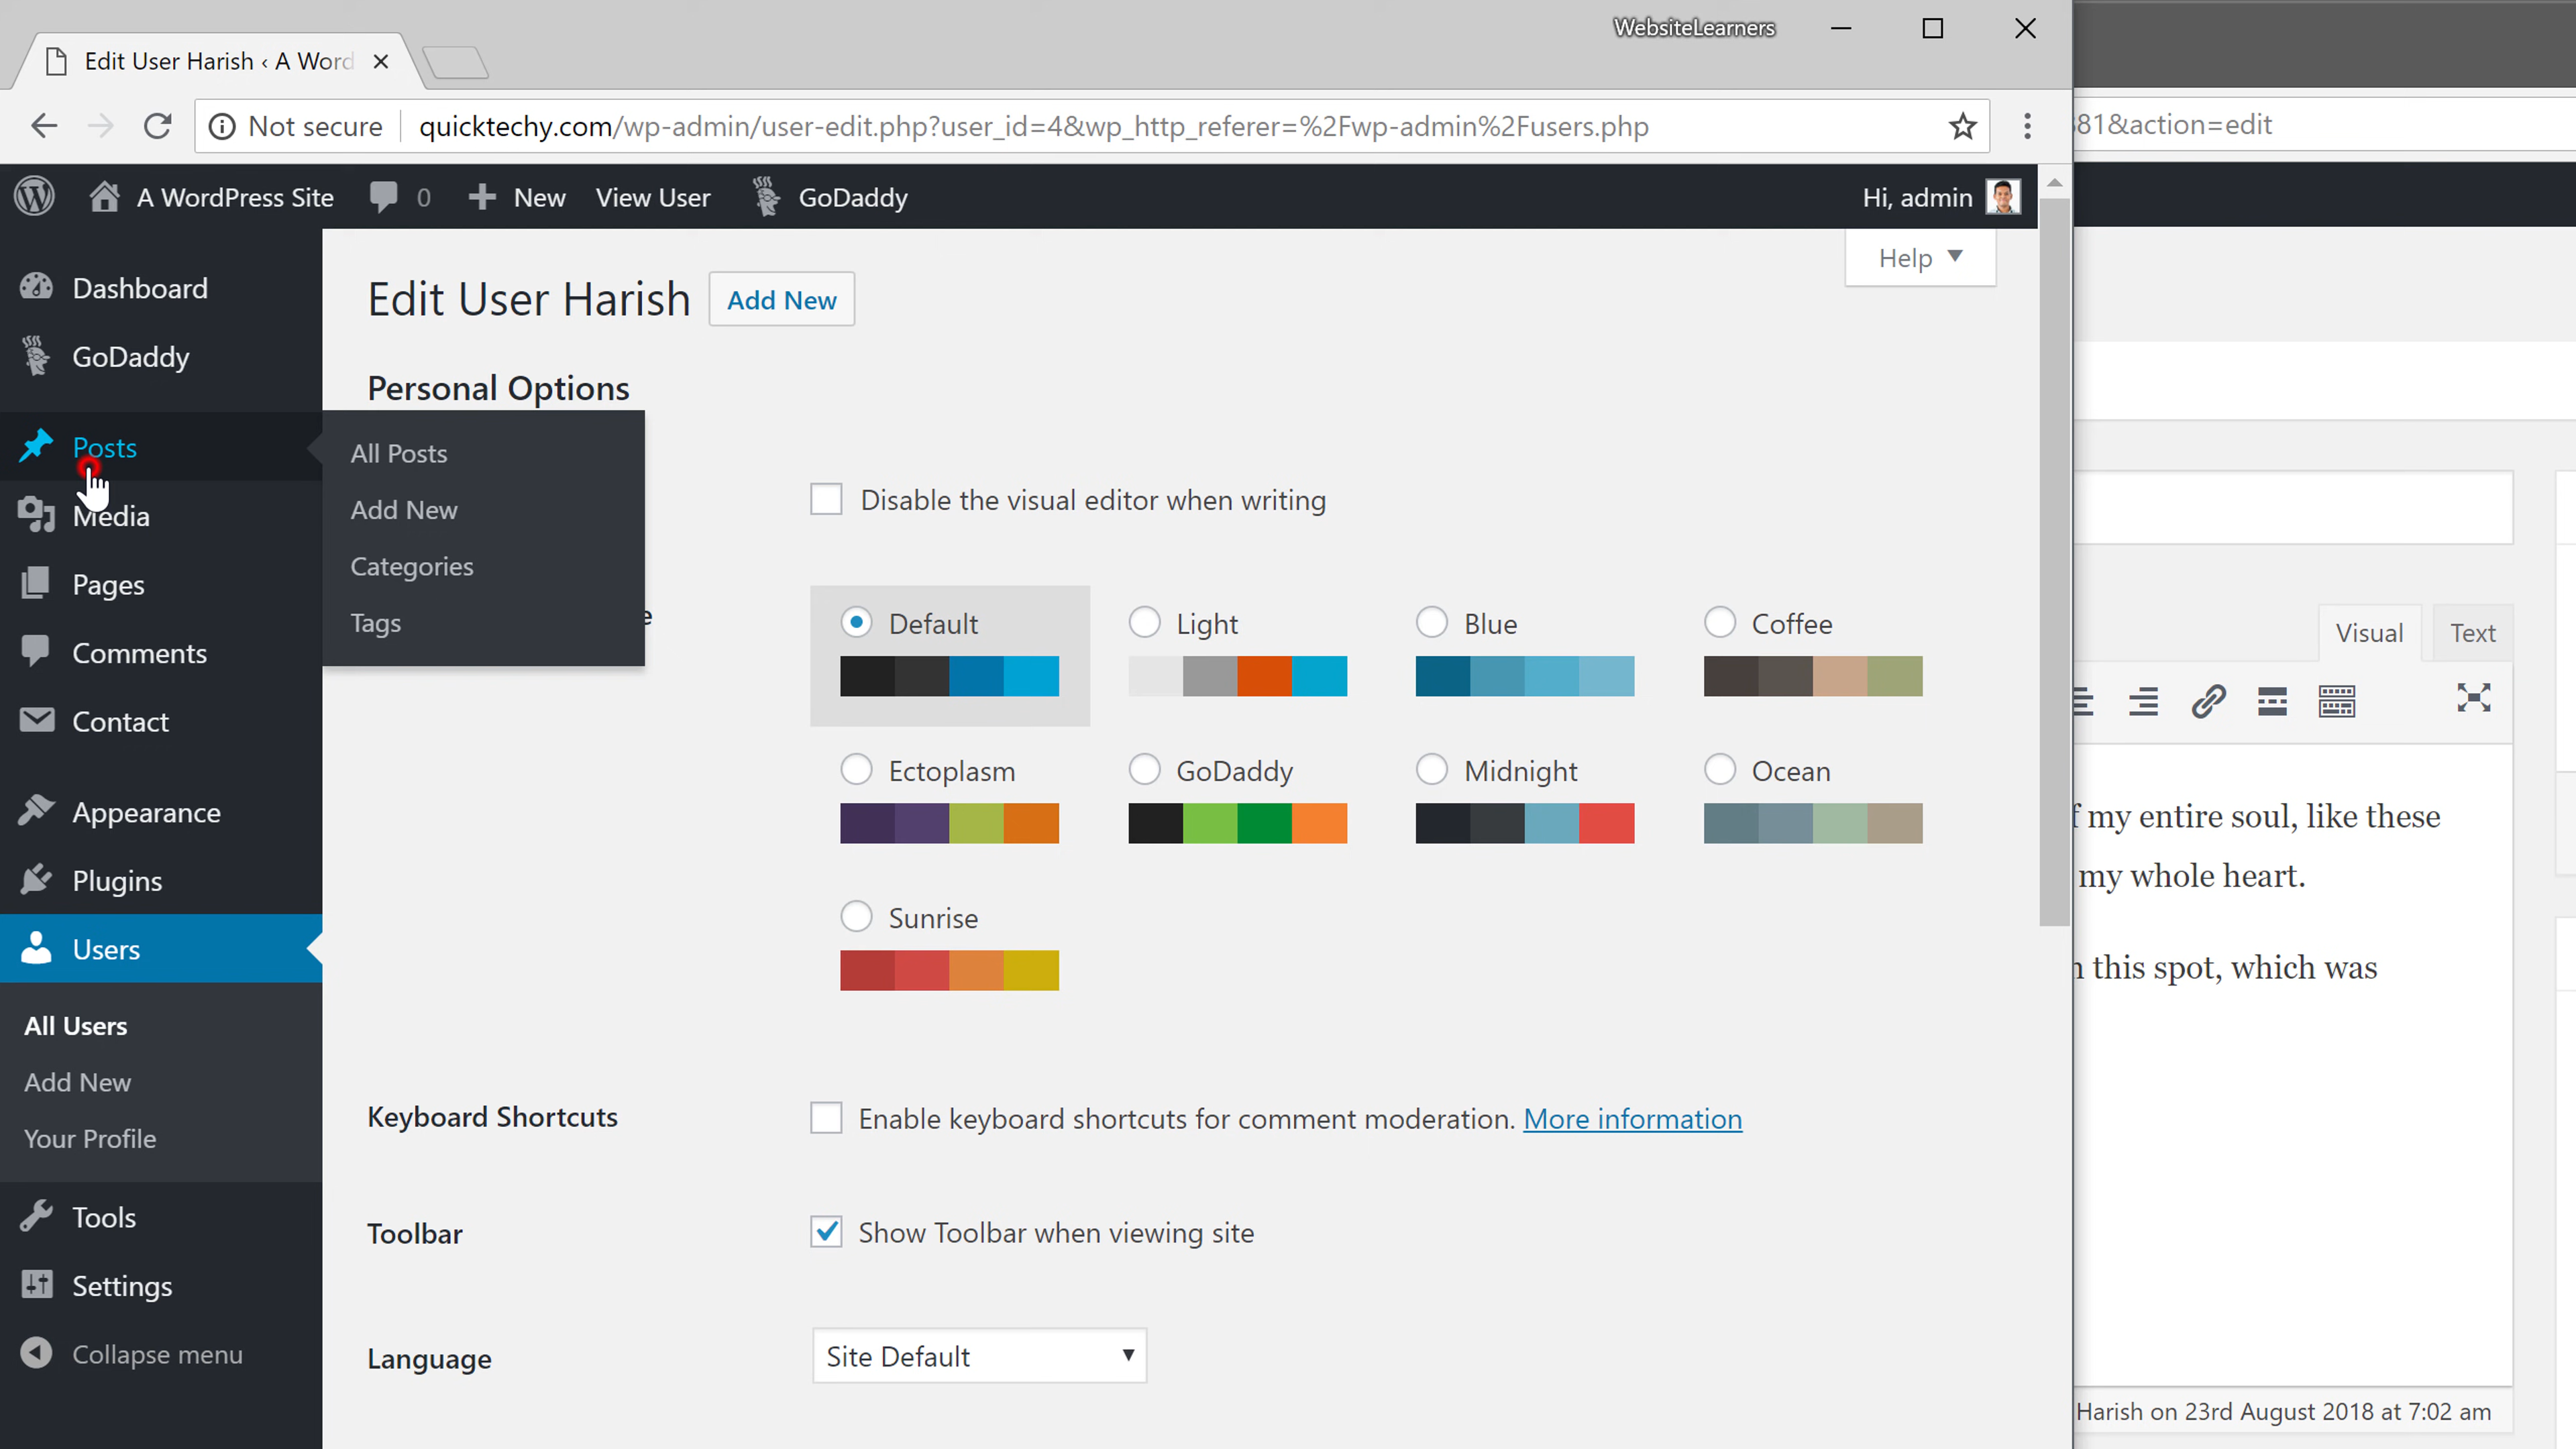 WebsiteLearners
Edit User Harish ‹ A Word
Not secure
quicktechy.com/wp-admin/user-edit.php?user_id=4&wp_http_referer=%2Fwp-admin%2Fusers.php
81&action=edit
A WordPress Site
0
New
View User
GoDaddy
Hi, admin
Help
Dashboard
GoDaddy
Posts
Media
Pages
Comments
Contact
Appearance
Plugins
Users
All Users
Add New
Your Profile
Tools
Settings
Collapse menu
All Posts
Add New
Categories
Tags
Edit User Harish
Add New
Personal Options
Disable the visual editor when writing
e
Default
Light
Blue
Coffee
Ectoplasm
GoDaddy
Midnight
Ocean
Sunrise
Keyboard Shortcuts
Enable keyboard shortcuts for comment moderation. More information
Toolbar
Show Toolbar when viewing site
Language
Site Default
Visual
Text
f my entire soul, like these
my whole heart.
n this spot, which was
Harish on 23rd August 2018 at 7:02 am